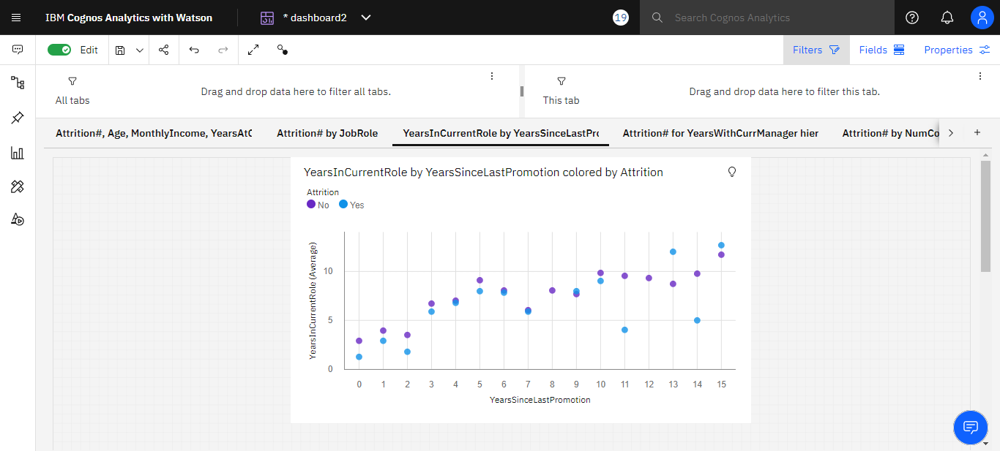 IBM Cognos Analytics with Watson
* dashboard2
19
Search Cognos Analytics
Edit
Filters
Fields
Properties
All tabs
Drag and drop data here to filter all tabs.
This tab
Drag and drop data here to filter this tab.
Attrition#, Age, MonthlyIncome, YearsAtC
Attrition# by JobRole
YearsInCurrentRole by YearsSinceLastPro
Attrition# for YearsWithCurrManager hier
Attrition# by NumCo
YearsInCurrentRole by YearsSinceLastPromotion colored by Attrition
Attrition
No
Yes
YearsInCurrentRole (Average)
10
5
0
0 1 2 3 4 5 6 7 8 9 10 11 12 13 14 15
YearsSinceLastPromotion